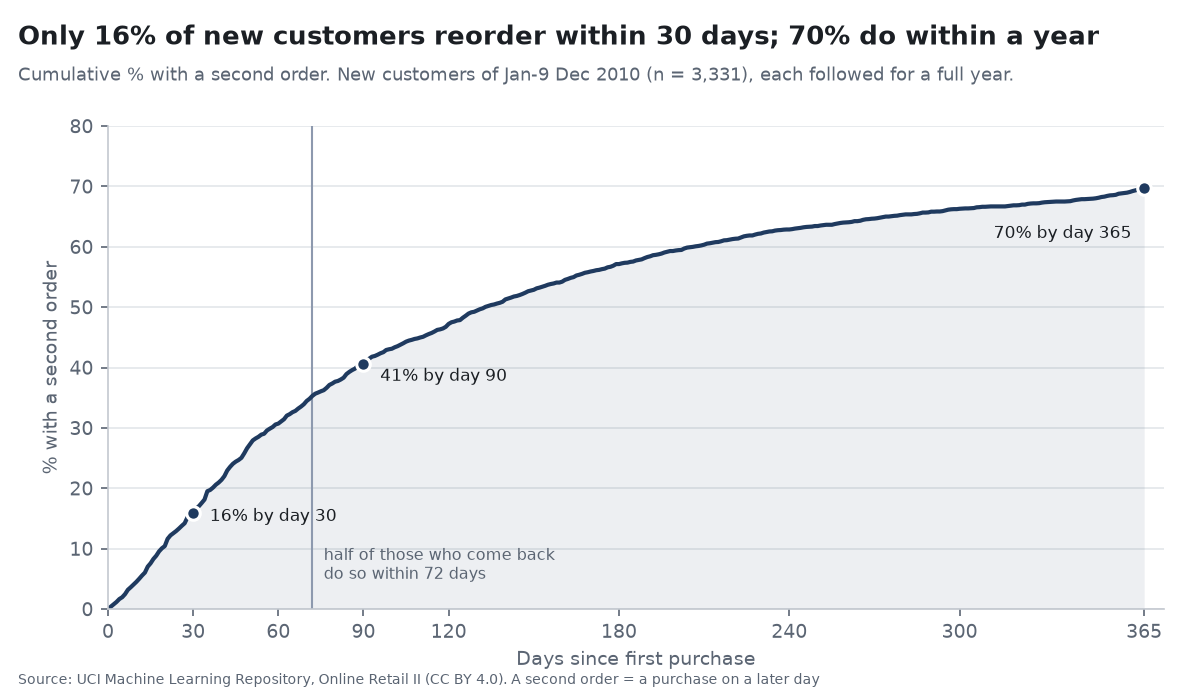 Only 16% of new customers reorder within 30 days; 70% do within a year
Cumulative % with a second order. New customers of Jan-9 Dec 2010 (n = 3,331), each followed for a full year.
% with a second order
80
70
60
50
40
30
20
10
0
70% by day 365
41% by day 90
16% by day 30
half of those who come back
do so within 72 days
0 30 60 90 120 180 240 300 365
Days since first purchase
Source: UCI Machine Learning Repository, Online Retail II (CC BY 4.0). A second order = a purchase on a later day